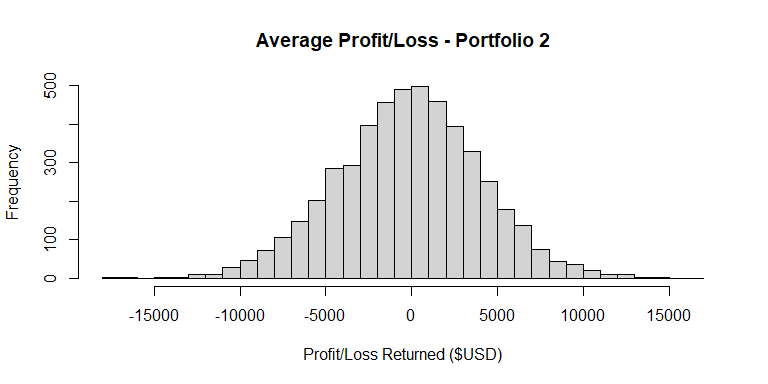 Average Profit/Loss - Portfolio 2
Frequency
500
300
100
0
-15000 -10000 -5000 0 5000 10000 15000
Profit/Loss Returned ($USD)